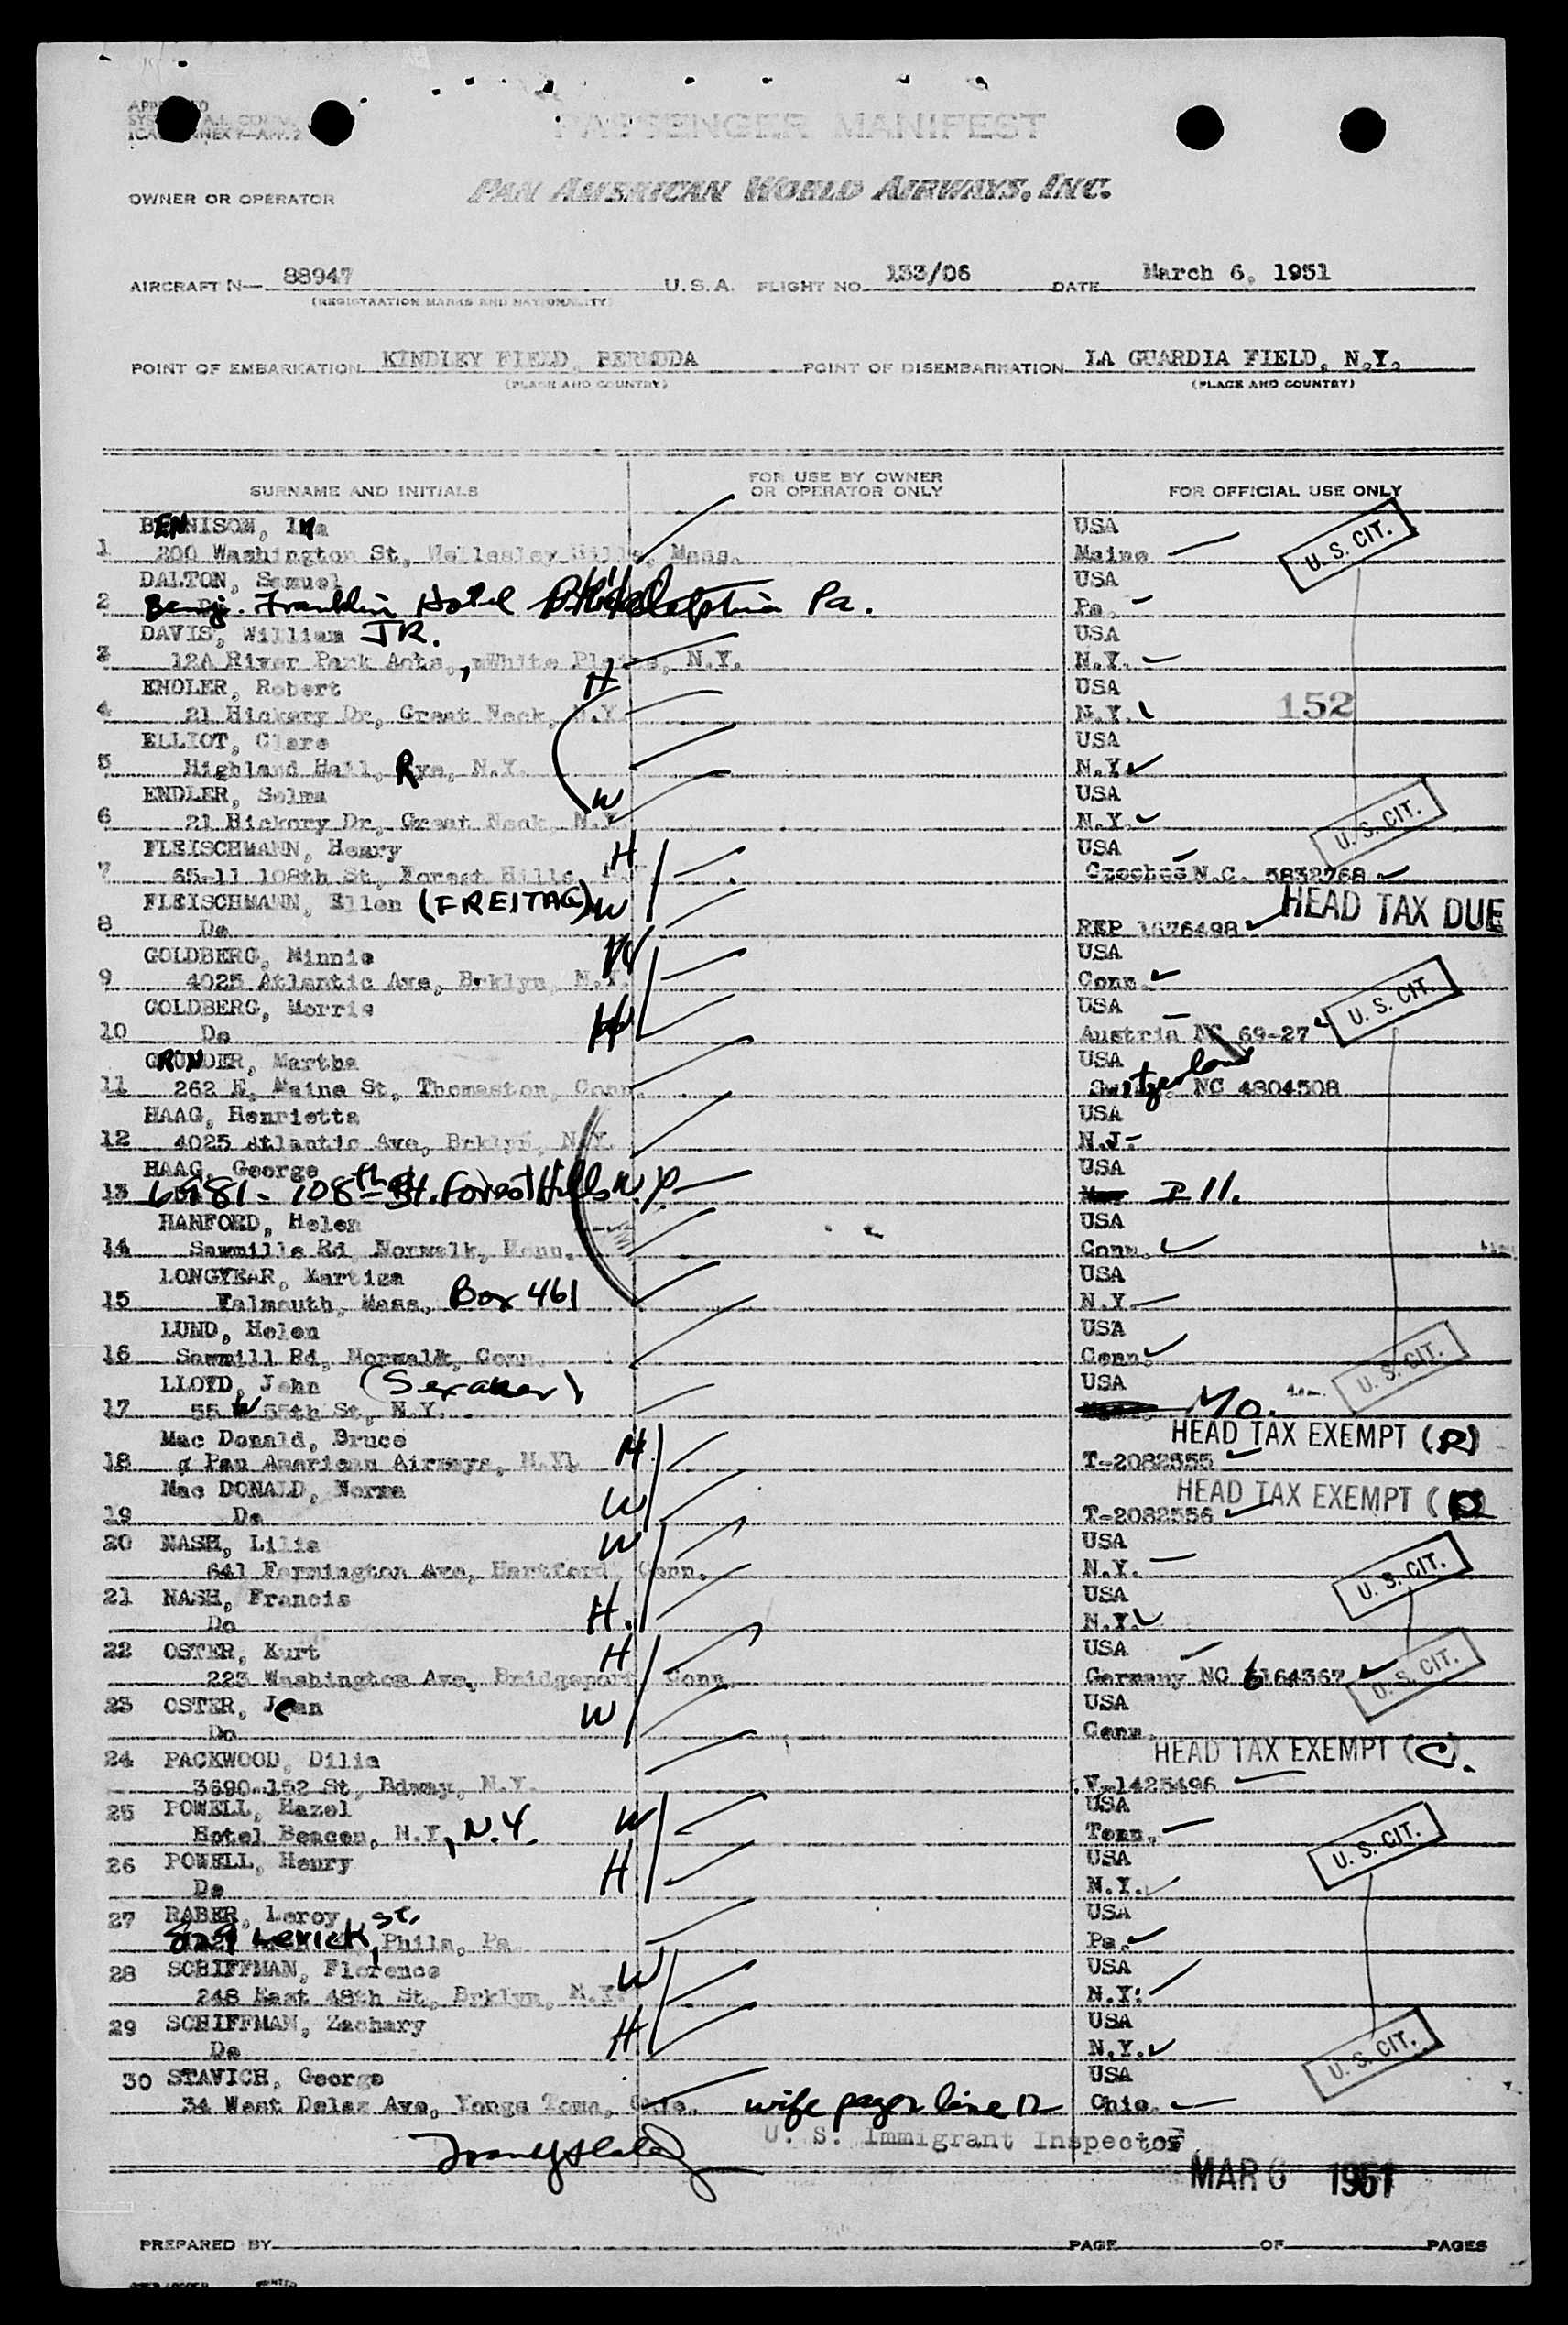 PASSENGER MANIFEST
OWNER OR OPERATOR PAN AMERICAN WORLD AIRWAYS, INC.
AIRCRAFT N— 88947 U.S.A. FLIGHT NO. 133/06 DATE March 6, 1951
(REGISTRATION MARKS AND NATIONALITY)
POINT OF EMBARKATION KINDLEY FIELD, BERMUDA POINT OF DISEMBARKATION LA GUARDIA FIELD, N.Y.
(PLACE AND COUNTRY) (PLACE AND COUNTRY)
SURNAME AND INITIALS FOR USE BY OWNER OR OPERATOR ONLY FOR OFFICIAL USE ONLY
BENNISON, USA U.S. CIT.
1 200 Washington St, Wellesley Hills, Mass. Maine
DALTON, Samuel USA
2 Benj. Franklin Hotel Philadelphia Pa. Pa.
DAVIS, William JR. USA
3 12A River Park Apts., White Plains, N.Y. N.Y.
ENDLER, Robert H USA
4 21 Hickory Dr, Great Neck, N.Y. N.Y. 152
ELLIOT, Clare USA
5 Highland Hall, Rye, N.Y. N.Y.
ENDLER, Selma W USA
6 21 Hickory Dr, Great Neck, N.Y. N.Y. U.S. CIT.
FLEISCHMANN, Henry H USA
7 65-11 108th St, Forest Hills, N.Y. N.C. 5832768
FLEISCHMANN, Ellen (FREITAG) W HEAD TAX DUE
8 Do REP 1676498
GOLDBERG, Minnie W USA
9 4025 Atlantic Ave, Brklyn, N.Y. Conn.
GOLDBERG, Morris H USA U.S. CIT.
10 Do Austria NC 69-27
GRUNDER, Martha USA
11 262 E. Maine St, Thomaston, Conn. Switzerland NC 4804508
HAAG, Henrietta USA
12 4025 Atlantic Ave, Brklyn, N.Y. N.J.
HAAG, George USA
13 108th St. Forest Hills N.Y. Ill.
HANFORD, Helen USA
14 Sawmills Rd, Norwalk, Conn. Conn.
LONGYEAR, USA
15 Falmouth, Mass, Box 461 N.Y.
LUND, Helen USA
16 Sawmill Rd, Norwalk, Conn. Conn. U.S. CIT.
LLOYD, John USA
17 55 W 55th St, N.Y. Mo.
Mac Donald, Bruce H HEAD TAX EXEMPT (R)
18 Pan American Airways, N.Y. T-2082555
Mac DONALD, Norma W HEAD TAX EXEMPT
19 Do T-2082556
20 NASH, W USA
641 Farmington Ave, Hartford, Conn. N.Y. U.S. CIT.
21 NASH, Francis H. USA
Do N.Y.
22 OSTER, Kurt H USA
223 Washington Ave, Bridgeport, Conn. Germany NC 6164367 U.S. CIT.
23 OSTER, Jean W USA
Do Conn.
24 PACKWOOD, Dilia HEAD TAX EXEMPT (C).
3690-152 St, Bdway, N.Y. V-1425496
25 POWELL, Hazel W USA
Hotel Beacon, N.Y, N.Y. Tenn. U.S. CIT.
26 POWELL, Henry H USA
Do N.Y.
27 RABER, Leroy USA
Lerick St, Phila, Pa Pa.
28 SCHIFFMAN, Florence W USA
248 East 48th St, Brklyn, N.Y. N.Y.
29 SCHIFFMAN, Zachary H USA
Do N.Y. U.S. CIT.
30 STAVICH, George USA
34 West Ave, wife page line 12 Ohio.
U. S. Immigrant Inspector
MAR 6 1951
PREPARED BY PAGE OF PAGES